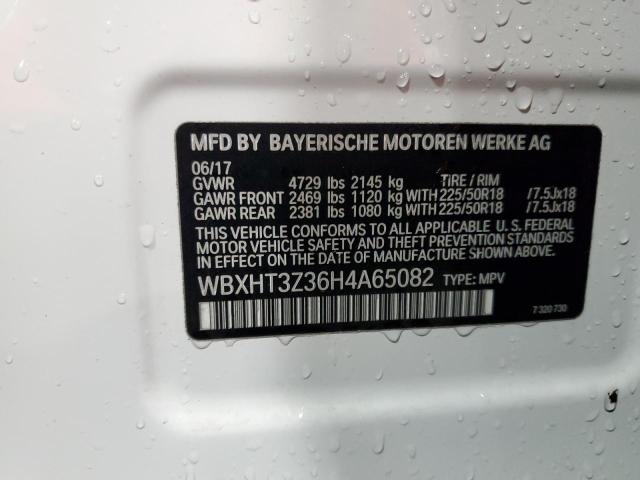 MFD BY BAYERISCHE MOTOREN WERKE AG
06/17
GVWR 4729 lbs 2145 kg TIRE / RIM
GAWR FRONT 2469 lbs 1120 kg WITH 225/50R18 /7.5Jx18
GAWR REAR 2381 lbs 1080 kg WITH 225/50R18 /7.5Jx18
THIS VEHICLE CONFORMS TO ALL APPLICABLE U. S. FEDERAL
MOTOR VEHICLE SAFETY AND THEFT PREVENTION STANDARDS
IN EFFECT ON THE DATE OF MANUFACTURE SHOWN ABOVE.
WBXHT3Z36H4A65082 TYPE: MPV
7 320 730